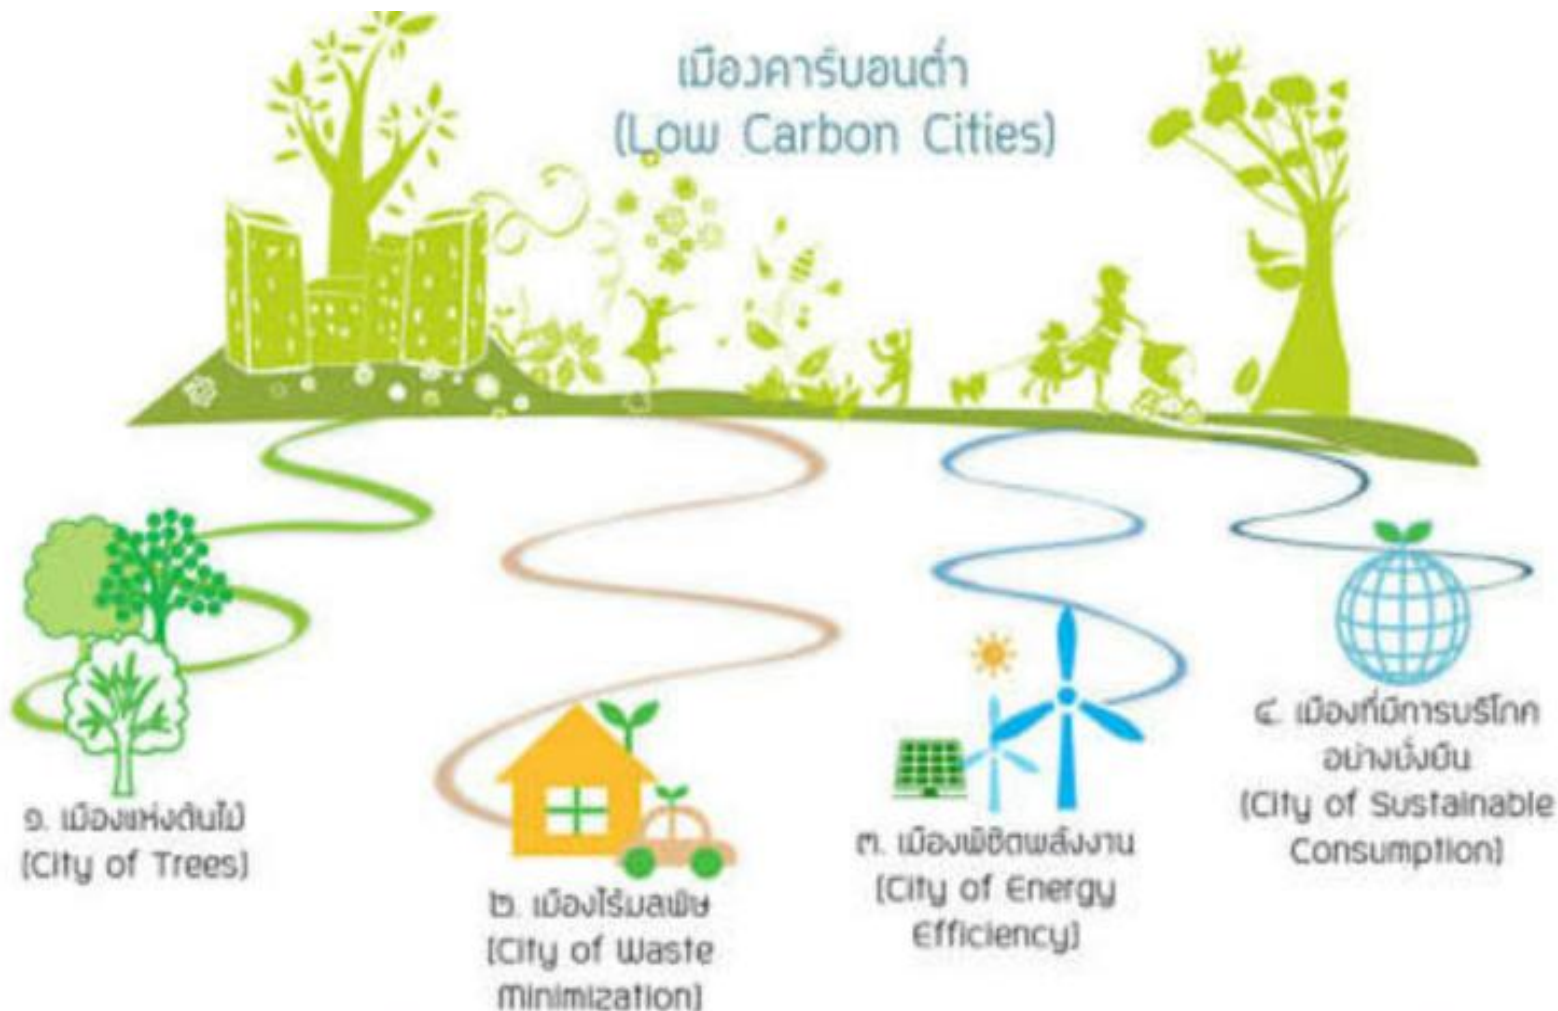 เมืองคาร์บอนต่ำ
(Low Carbon Cities)
๑. เมืองแห่งต้นไม้
(City of Trees)
๒. เมืองไร้มลพิษ
(City of Waste
Minimization)
๓. เมืองพิชิตพลังงาน
(City of Energy
Efficiency)
๔. เมืองที่มีการบริโภค
อย่างยั่งยืน
(City of Sustainable
Consumption)